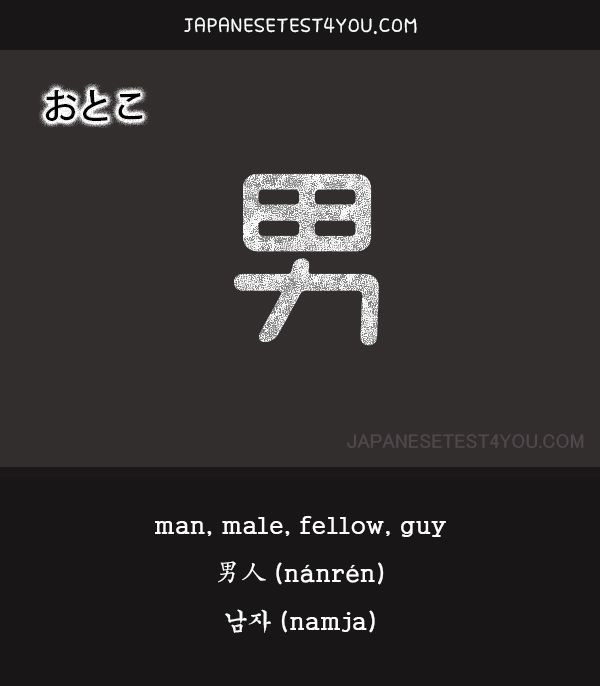 JAPANESETEST4YOU.COM
おとこ
男
JAPANESETEST4YOU.COM
man, male, fellow, guy
男人 (nánrén)
남자 (namja)